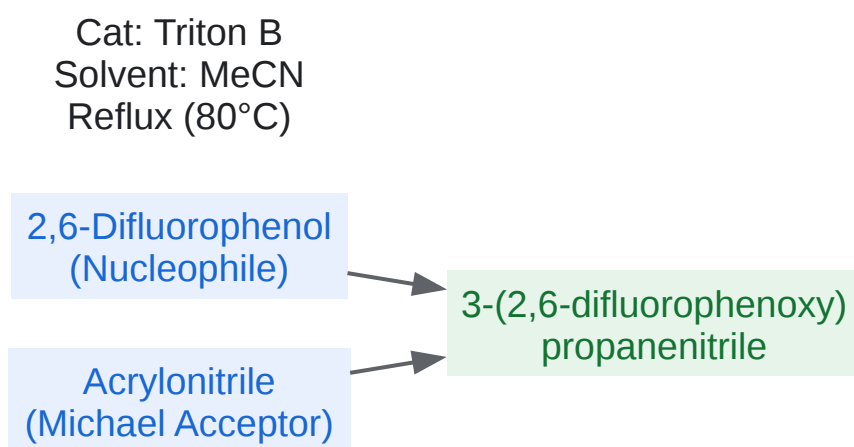 Cat: Triton B
Solvent: MeCN
Reflux (80°C)
2,6-Difluorophenol
(Nucleophile)
3-(2,6-difluorophenoxy)
propanenitrile
Acrylonitrile
(Michael Acceptor)